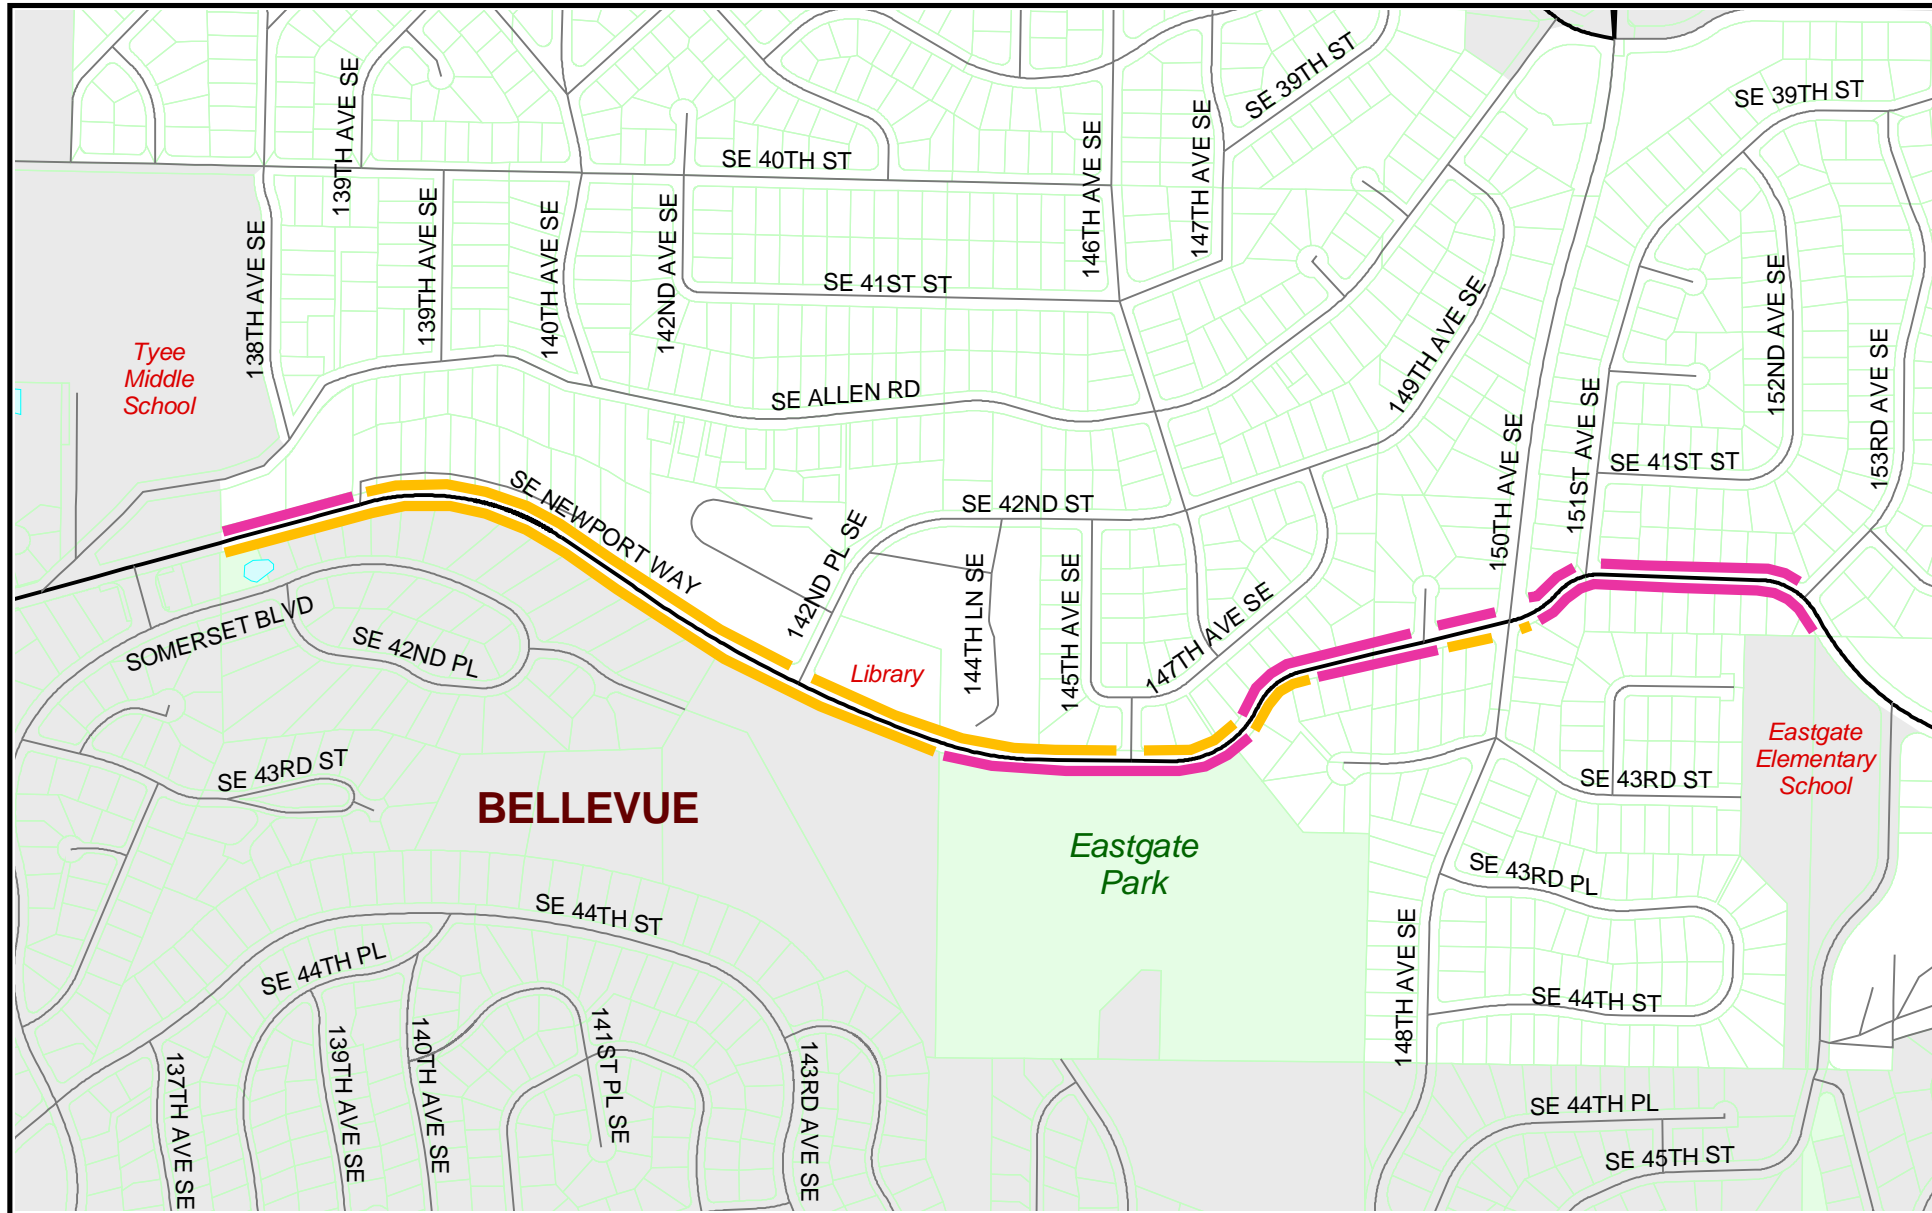 SE 39TH ST
SE 39TH ST
139TH AVE SE
SE 40TH ST
146TH AVE SE
147TH AVE SE
138TH AVE SE
139TH AVE SE
140TH AVE SE
142ND AVE SE
SE 41ST ST
149TH AVE SE
152ND AVE SE
153RD AVE SE
Tyee
Middle
School
SE ALLEN RD
150TH AVE SE
151ST AVE SE
SE 41ST ST
SE NEWPORT WAY
SE 42ND ST
142ND PL SE
144TH LN SE
145TH AVE SE
147TH AVE SE
SOMERSET BLVD
SE 42ND PL
Library
SE 43RD ST
BELLEVUE
Eastgate
Park
SE 43RD ST
Eastgate
Elementary
School
SE 43RD PL
SE 44TH ST
SE 44TH PL
148TH AVE SE
SE 44TH ST
137TH AVE SE
139TH AVE SE
140TH AVE SE
141ST PL SE
143RD AVE SE
SE 44TH PL
SE 45TH ST